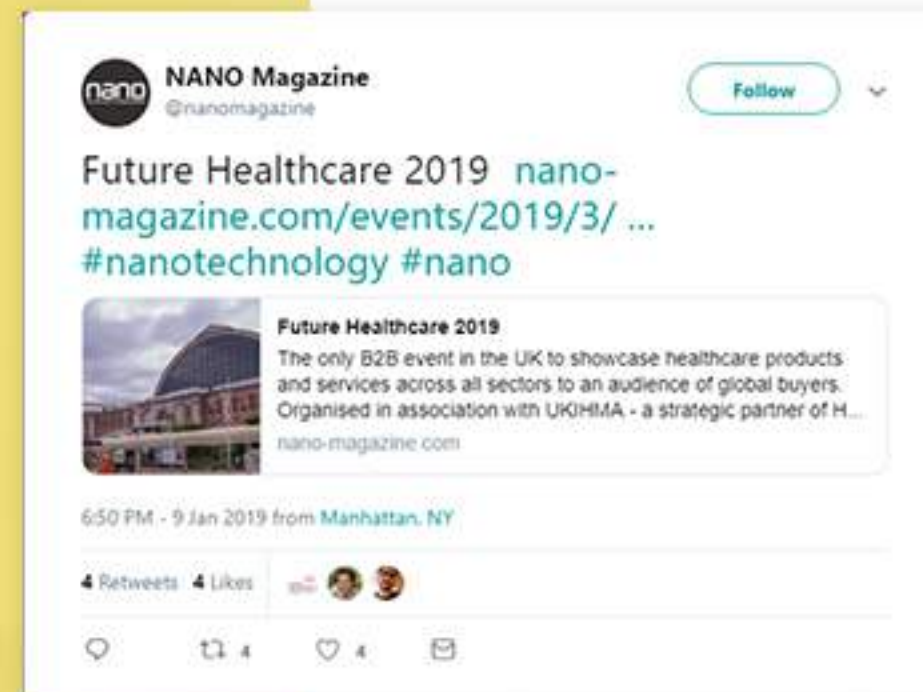 nano
NANO Magazine
@nanomagazine
Follow
Future Healthcare 2019 nano-
magazine.com/events/2019/3/ ...
#nanotechnology #nano
Future Healthcare 2019
The only B2B event in the UK to showcase healthcare products
and services across all sectors to an audience of global buyers.
Organised in association with UKIHMA - a strategic partner of H...
nano-magazine.com
6:50 PM - 9 Jan 2019 from Manhattan, NY
4 Retweets 4 Likes
4 4